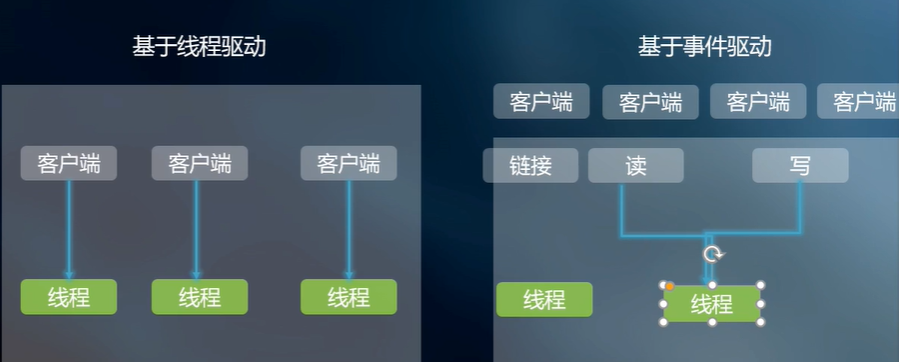 基于线程驱动
基于事件驱动
客户端 客户端 客户端
线程 线程 线程
客户端 客户端 客户端 客户端
链接 读 写
线程 线程